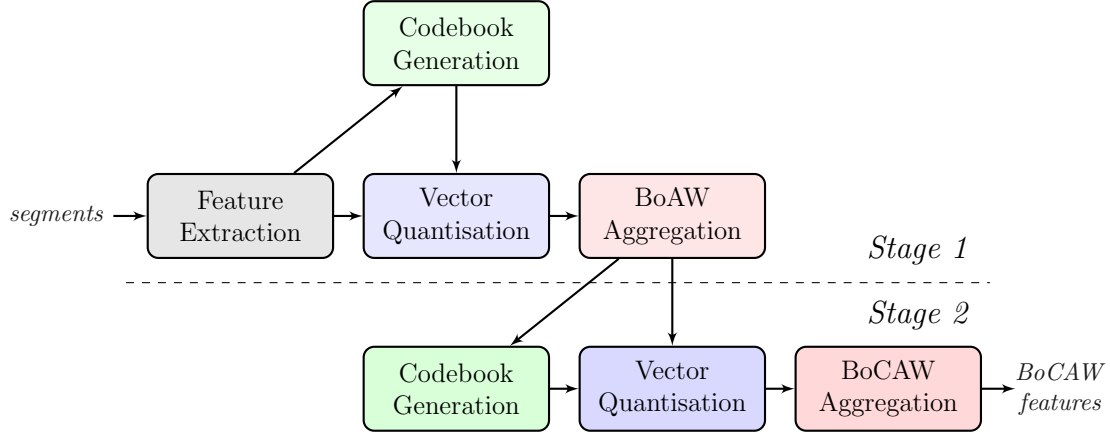 Codebook
Generation
segments
Feature
Extraction
Vector
Quantisation
BoAW
Aggregation
Stage 1
Stage 2
Codebook
Generation
Vector
Quantisation
BoCAW
Aggregation
BoCAW
features